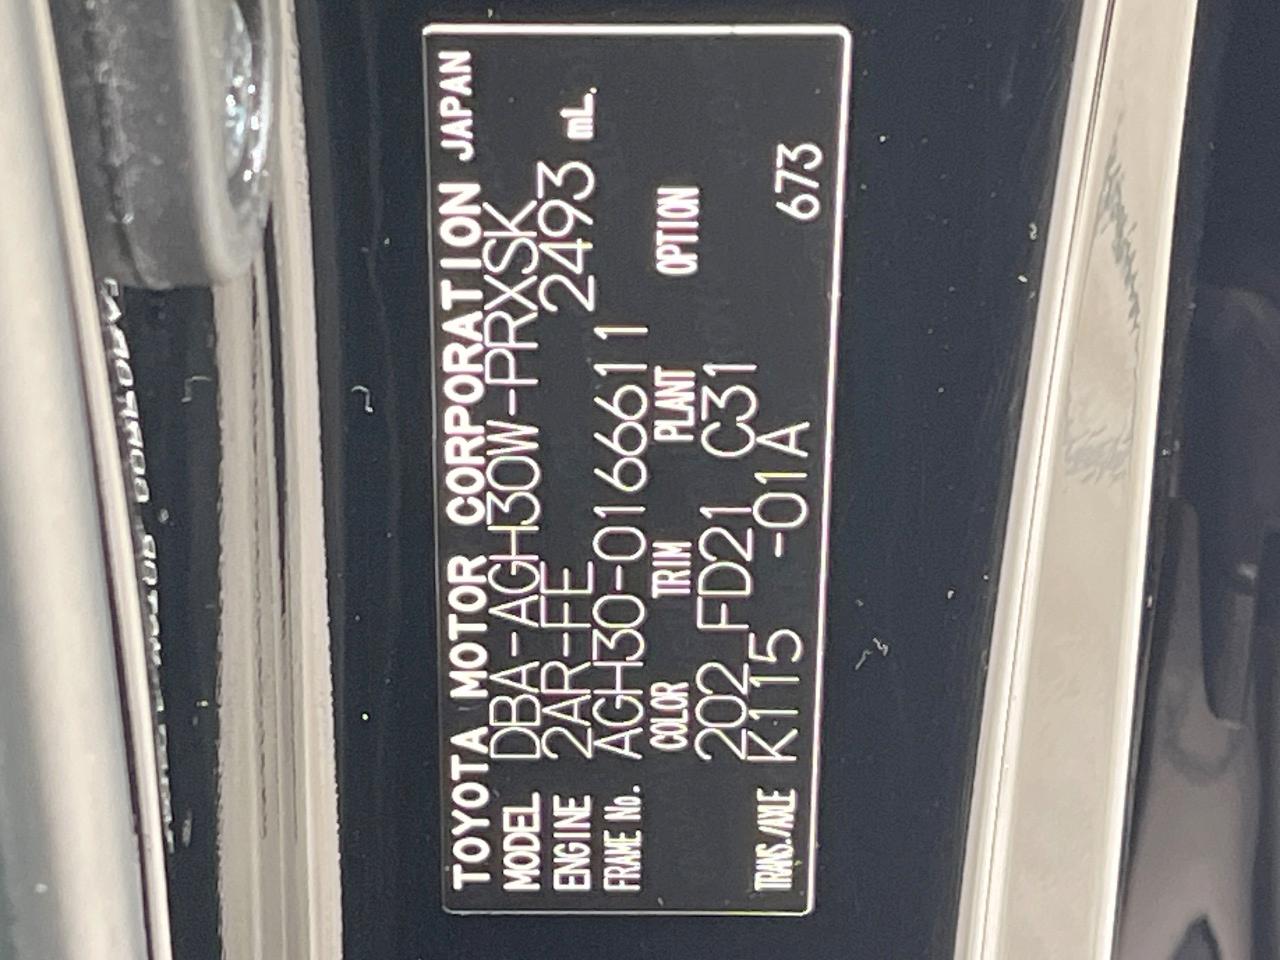 TOYOTA MOTOR CORPORATION JAPAN
MODEL DBA-AGH30W-PRXSK
ENGINE 2AR-FE 2493 mL.
FRAME No. AGH30-0166611
COLOR TRIM PLANT OPTION
202 FD21 C31
TRANS./AXLE K115 -01A 673